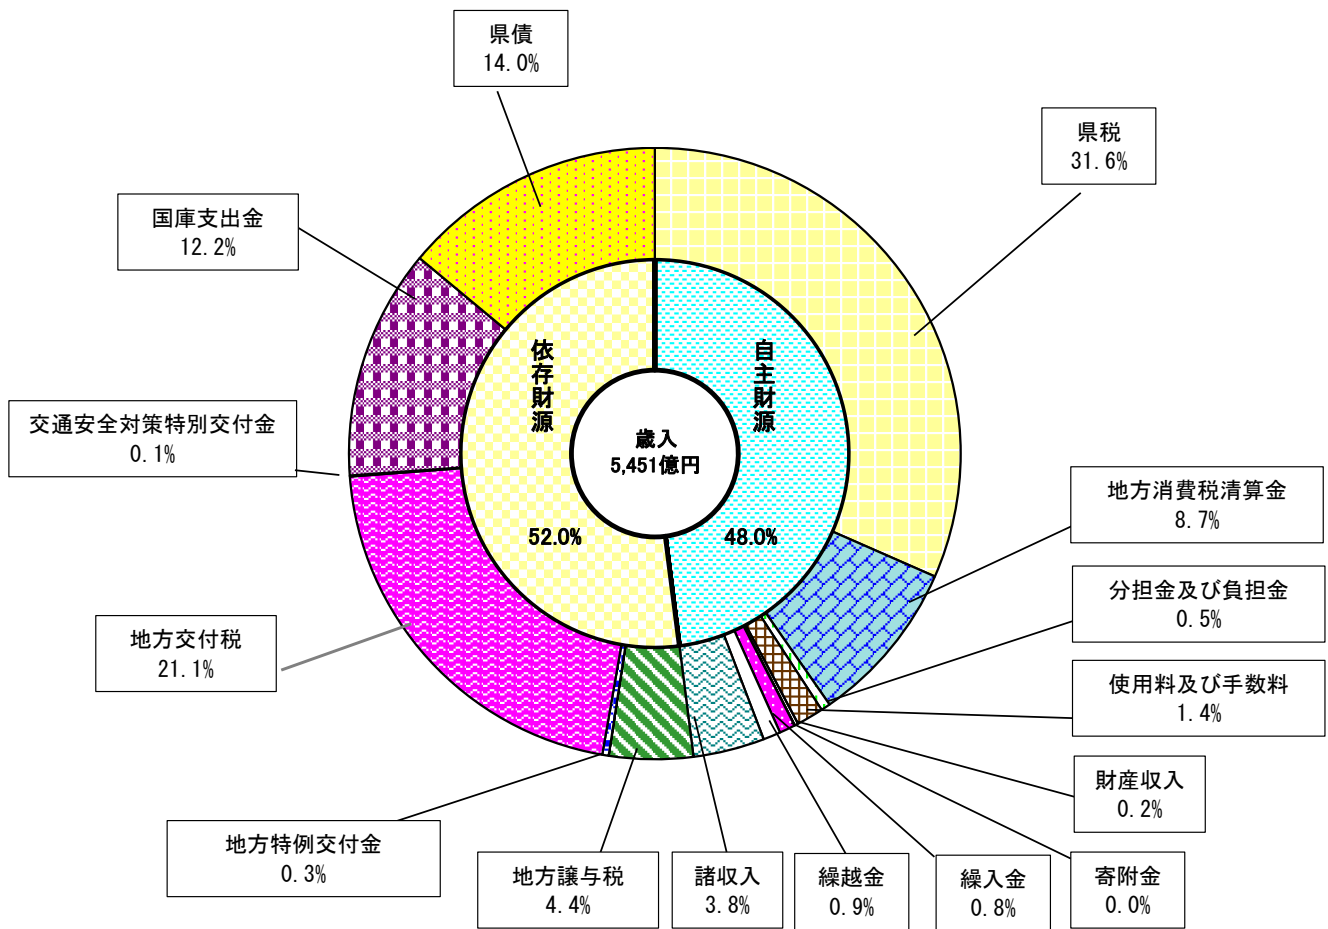 県債
14.0%
県税
31.6%
国庫支出金
12.2%
依存財源
自主財源
交通安全対策特別交付金
0.1%
歳入
5,451億円
地方消費税清算金
8.7%
52.0%
48.0%
分担金及び負担金
0.5%
地方交付税
21.1%
使用料及び手数料
1.4%
財産収入
0.2%
地方特例交付金
0.3%
地方譲与税
4.4%
諸収入
3.8%
繰越金
0.9%
繰入金
0.8%
寄附金
0.0%